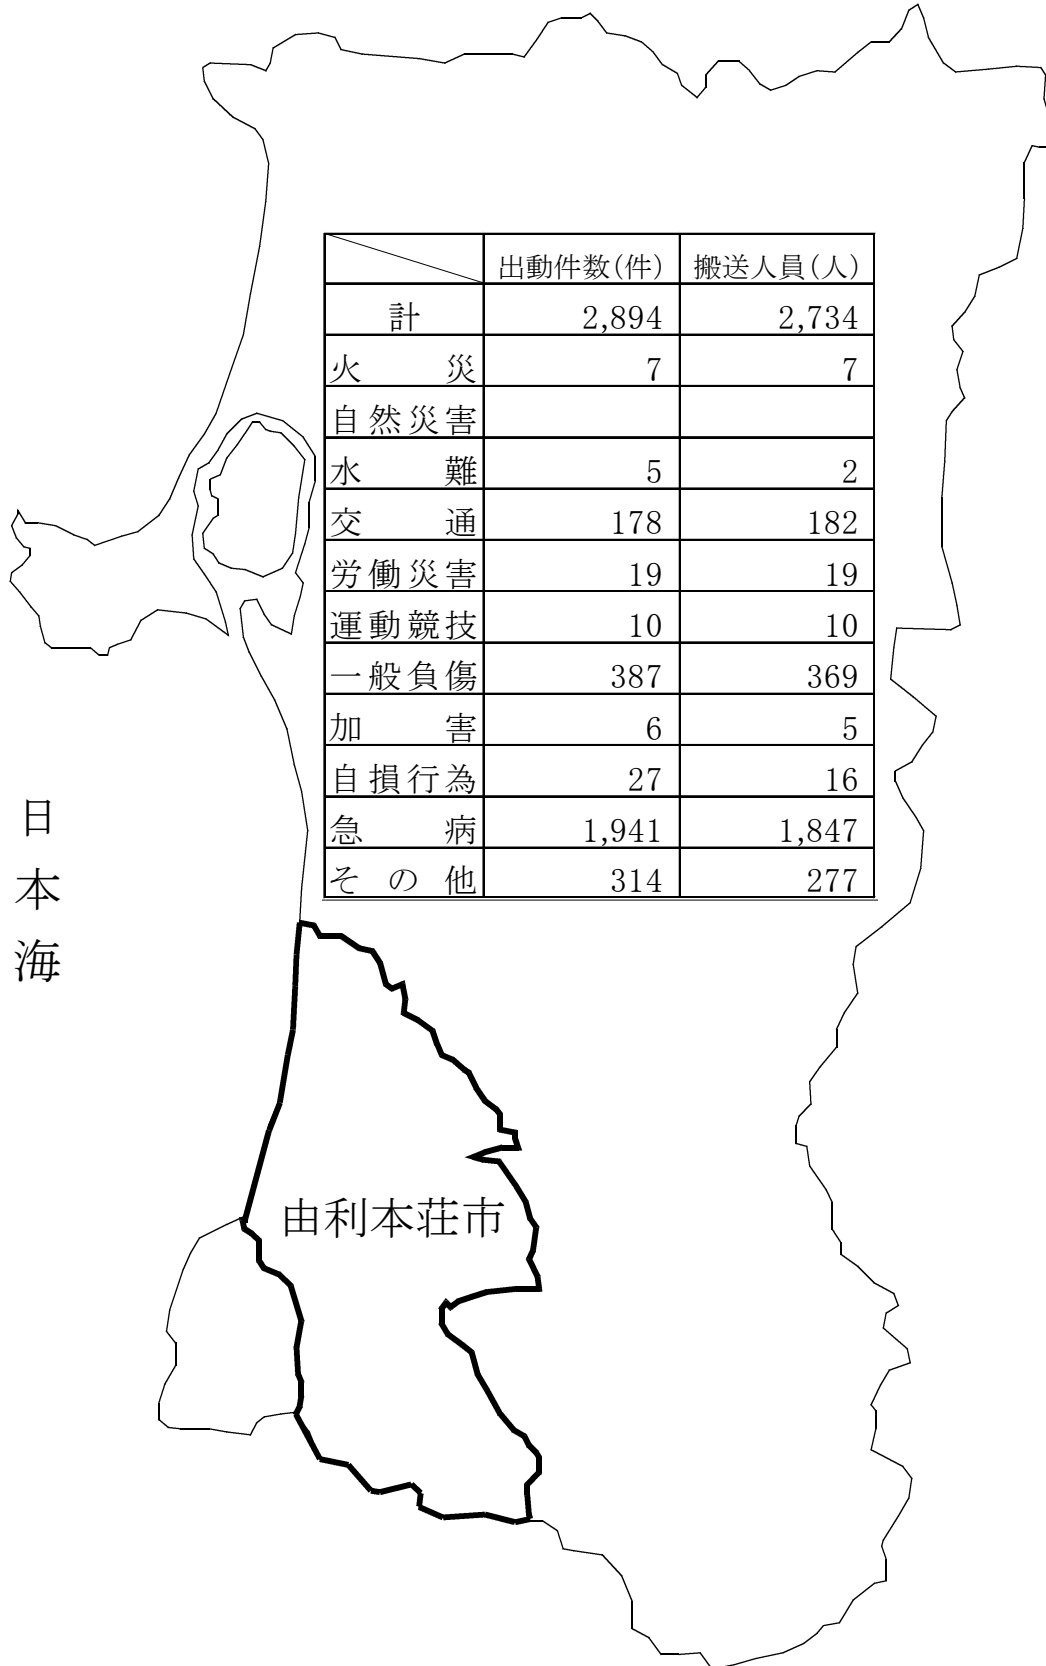 出動件数(件) 搬送人員(人)
計 2,894 2,734
火災 7 7
自然災害
水難 5 2
交通 178 182
労働災害 19 19
運動競技 10 10
一般負傷 387 369
加害 6 5
自損行為 27 16
急病 1,941 1,847
その他 314 277
日本海
由利本荘市